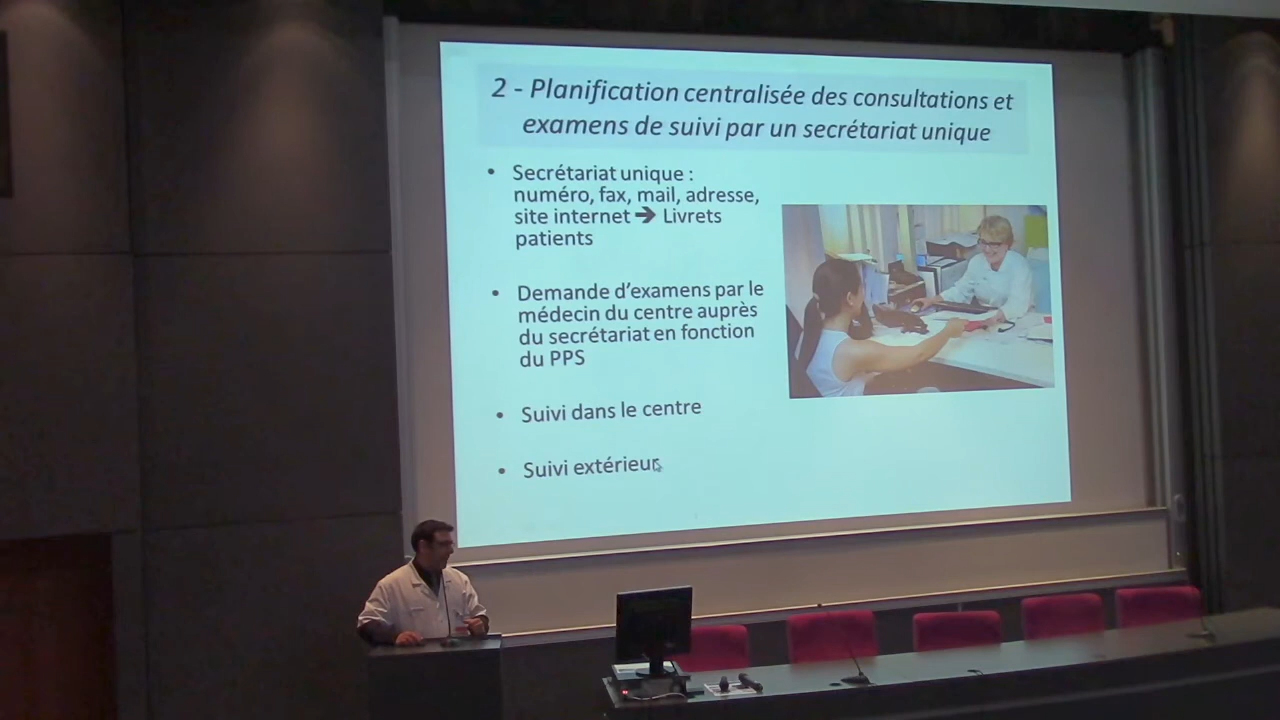 2 - Planification centralisée des consultations et
examens de suivi par un secrétariat unique
• Secrétariat unique :
numéro, fax, mail, adresse,
site internet ➔ Livrets
patients
• Demande d'examens par le
médecin du centre auprès
du secrétariat en fonction
du PPS
• Suivi dans le centre
• Suivi extérieur